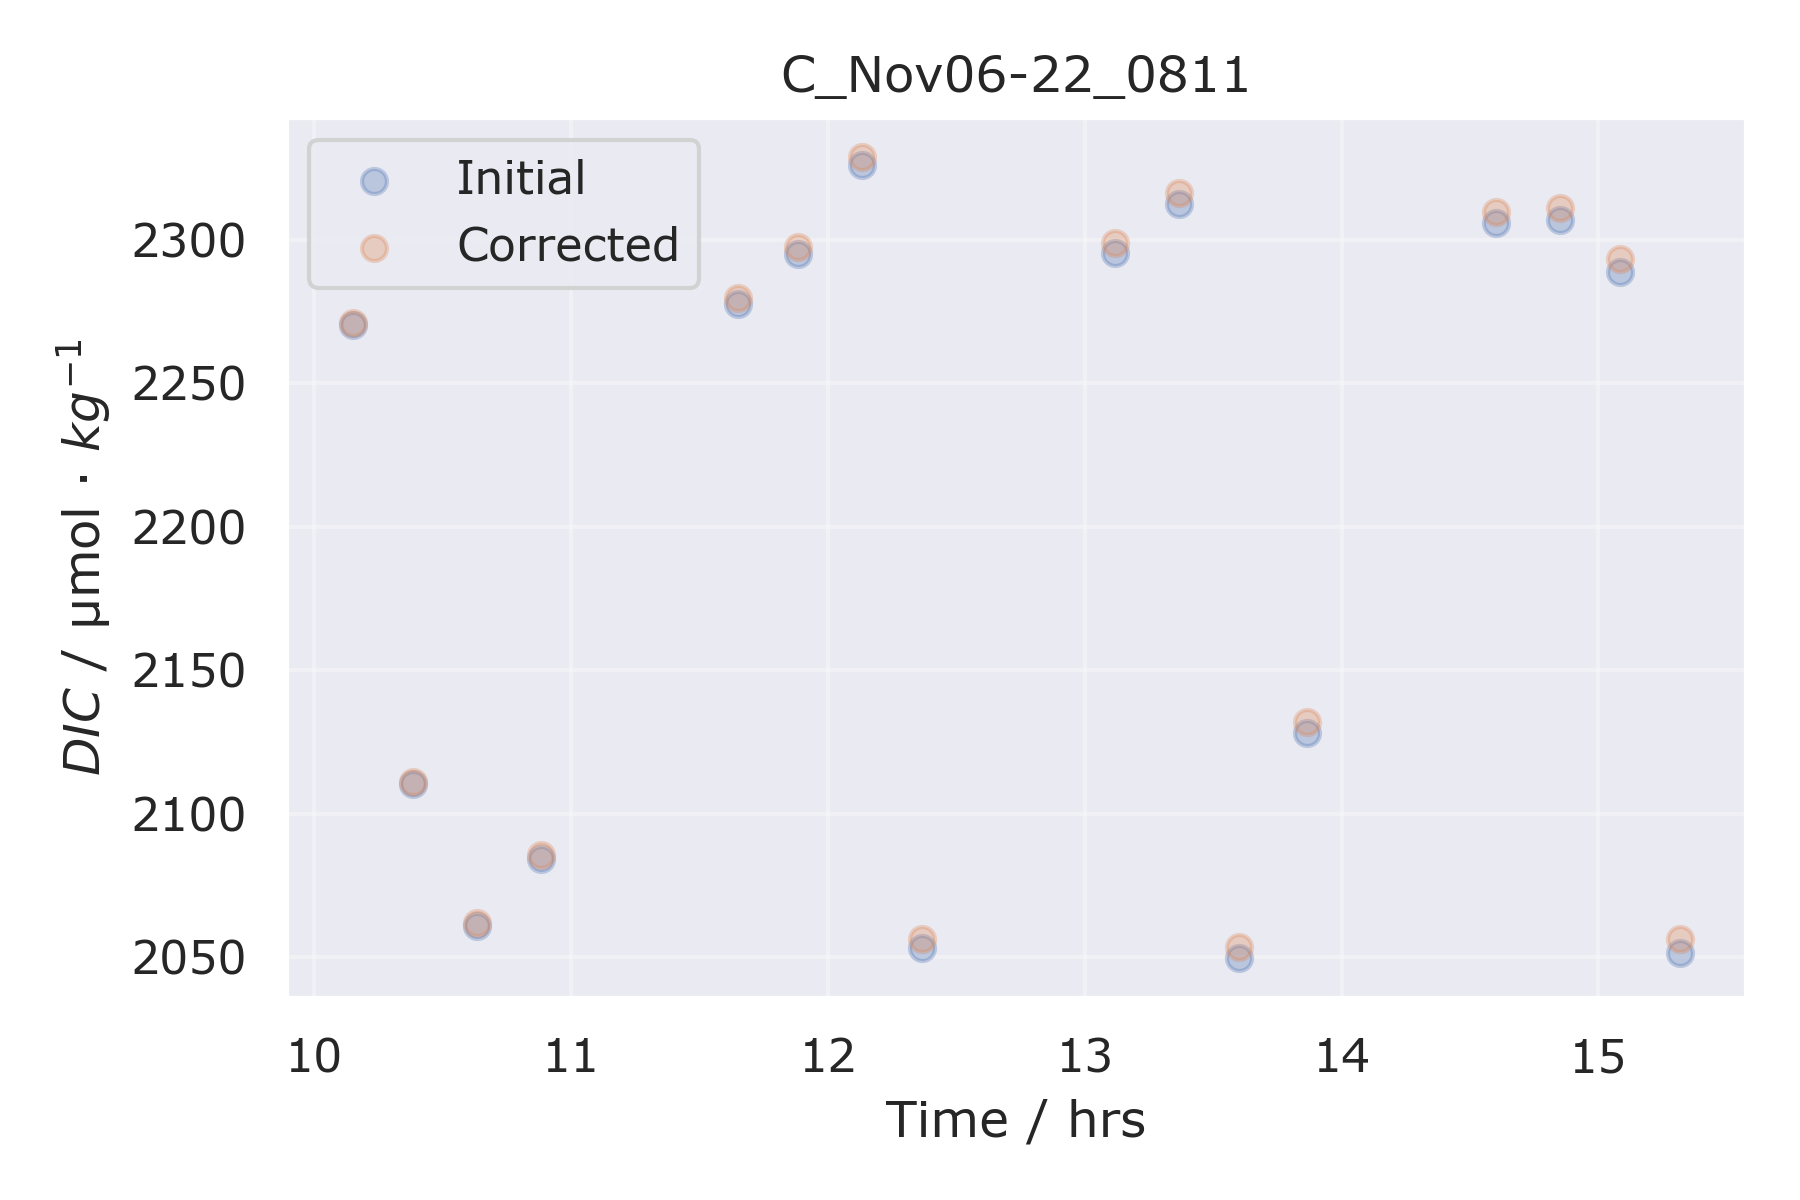 C_Nov06-22_0811
Initial
Corrected
DIC / µmol · kg⁻¹
2300
2250
2200
2150
2100
2050
10 11 12 13 14 15
Time / hrs